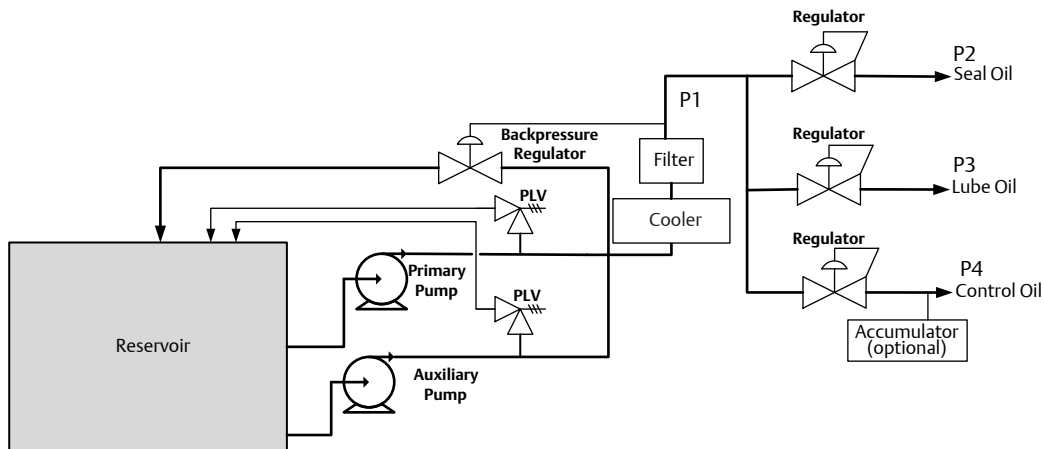 Regulator
P2
Seal Oil
P1
Backpressure
Regulator
Filter
Regulator
P3
Lube Oil
PLV
Cooler
Regulator
P4
Control Oil
Primary
Pump
PLV
Accumulator
(optional)
Reservoir
Auxiliary
Pump